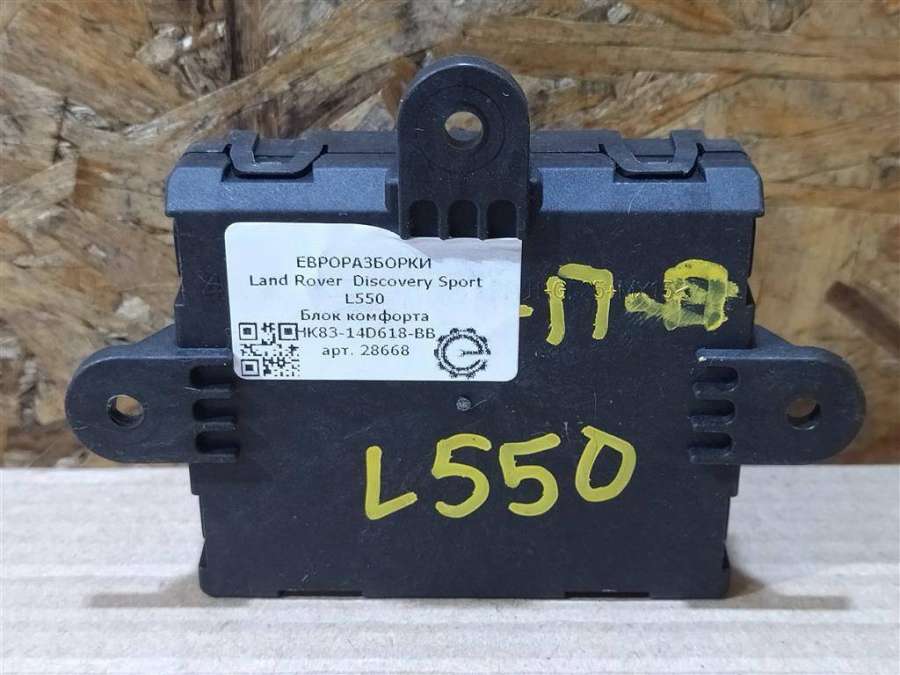 ЕВРОРАЗБОРКИ
Land Rover Discovery Sport
L550
Блок комфорта
HK83-14D618-BB
арт. 28668
L550